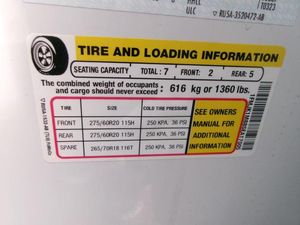 TIRE AND LOADING INFORMATION
SEATING CAPACITY TOTAL: 7 FRONT: 2 REAR: 5
The combined weight of occupants
and cargo should never exceed: 616 kg or 1360 lbs.
TIRE SIZE COLD TIRE PRESSURE
FRONT 275/60R20 115H 250 KPA, 36 PSI
REAR 275/60R20 115H 250 KPA, 36 PSI
SPARE 265/70R18 116T 250 KPA, 36 PSI
SEE OWNERS
MANUAL FOR
ADDITIONAL
INFORMATION